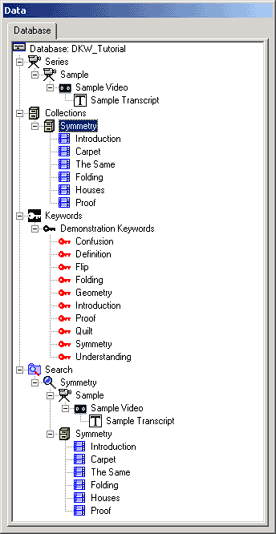 Data
Database
Database: DKW_Tutorial
Series
Sample
Sample Video
Sample Transcript
Collections
Symmetry
Introduction
Carpet
The Same
Folding
Houses
Proof
Keywords
Demonstration Keywords
Confusion
Definition
Flip
Folding
Geometry
Introduction
Proof
Quilt
Symmetry
Understanding
Search
Symmetry
Sample
Sample Video
Sample Transcript
Symmetry
Introduction
Carpet
The Same
Folding
Houses
Proof